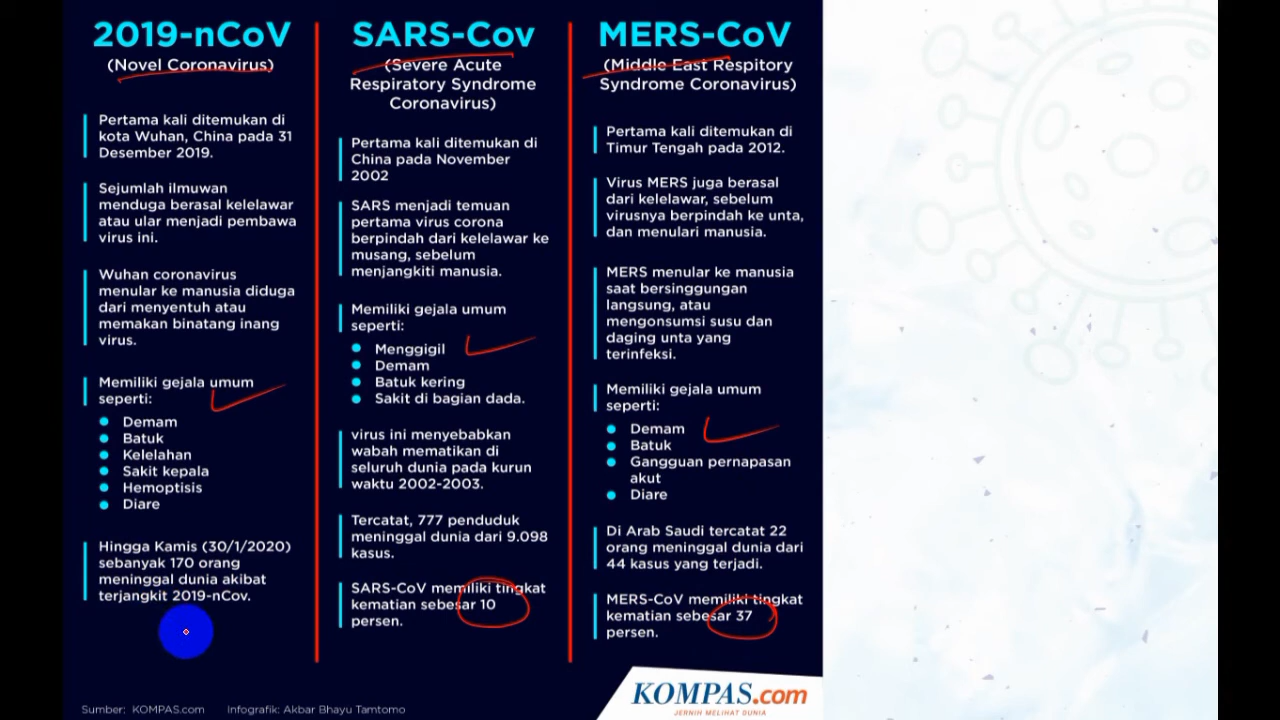 2019-nCoV
(Novel Coronavirus)
Pertama kali ditemukan di
kota Wuhan, China pada 31
Desember 2019.
Sejumlah ilmuwan
menduga berasal kelelawar
atau ular menjadi pembawa
virus ini.
Wuhan coronavirus
menular ke manusia diduga
dari menyentuh atau
memakan binatang inang
virus.
Memiliki gejala umum
seperti:
Demam
Batuk
Kelelahan
Sakit kepala
Hemoptisis
Diare
Hingga Kamis (30/1/2020)
sebanyak 170 orang
meninggal dunia akibat
terjangkit 2019-nCov.
SARS-Cov
(Severe Acute
Respiratory Syndrome
Coronavirus)
Pertama kali ditemukan di
China pada November
2002
SARS menjadi temuan
pertama virus corona
berpindah dari kelelawar ke
musang, sebelum
menjangkiti manusia.
Memiliki gejala umum
seperti:
Menggigil
Demam
Batuk kering
Sakit di bagian dada.
virus ini menyebabkan
wabah mematikan di
seluruh dunia pada kurun
waktu 2002-2003.
Tercatat, 777 penduduk
meninggal dunia dari 9.098
kasus.
SARS-CoV memiliki tingkat
kematian sebesar 10
persen.
MERS-CoV
(Middle East Respitory
Syndrome Coronavirus)
Pertama kali ditemukan di
Timur Tengah pada 2012.
Virus MERS juga berasal
dari kelelawar, sebelum
virusnya berpindah ke unta,
dan menulari manusia.
MERS menular ke manusia
saat bersinggungan
langsung, atau
mengonsumsi susu dan
daging unta yang
terinfeksi.
Memiliki gejala umum
seperti:
Demam
Batuk
Gangguan pernapasan
akut
Diare
Di Arab Saudi tercatat 22
orang meninggal dunia dari
44 kasus yang terjadi.
MERS-CoV memiliki tingkat
kematian sebesar 37
persen.
Sumber: KOMPAS.com Infografik: Akbar Bhayu Tamtomo
KOMPAS.com
JERNIH MELIHAT DUNIA